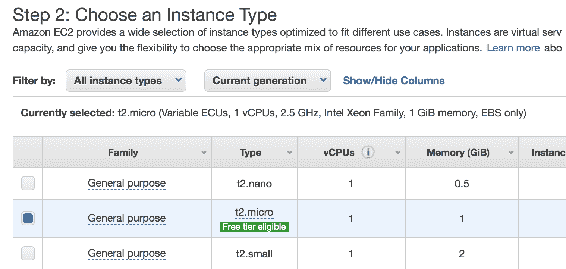 Step 2: Choose an Instance Type
Amazon EC2 provides a wide selection of instance types optimized to fit different use cases. Instances are virtual serv
capacity, and give you the flexibility to choose the appropriate mix of resources for your applications. Learn more abo
Filter by: All instance types Current generation Show/Hide Columns
Currently selected: t2.micro (Variable ECUs, 1 vCPUs, 2.5 GHz, Intel Xeon Family, 1 GiB memory, EBS only)
Family Type vCPUs i Memory (GiB) Instanc
General purpose t2.nano 1 0.5
General purpose t2.micro 1 1
Free tier eligible
General purpose t2.small 1 2